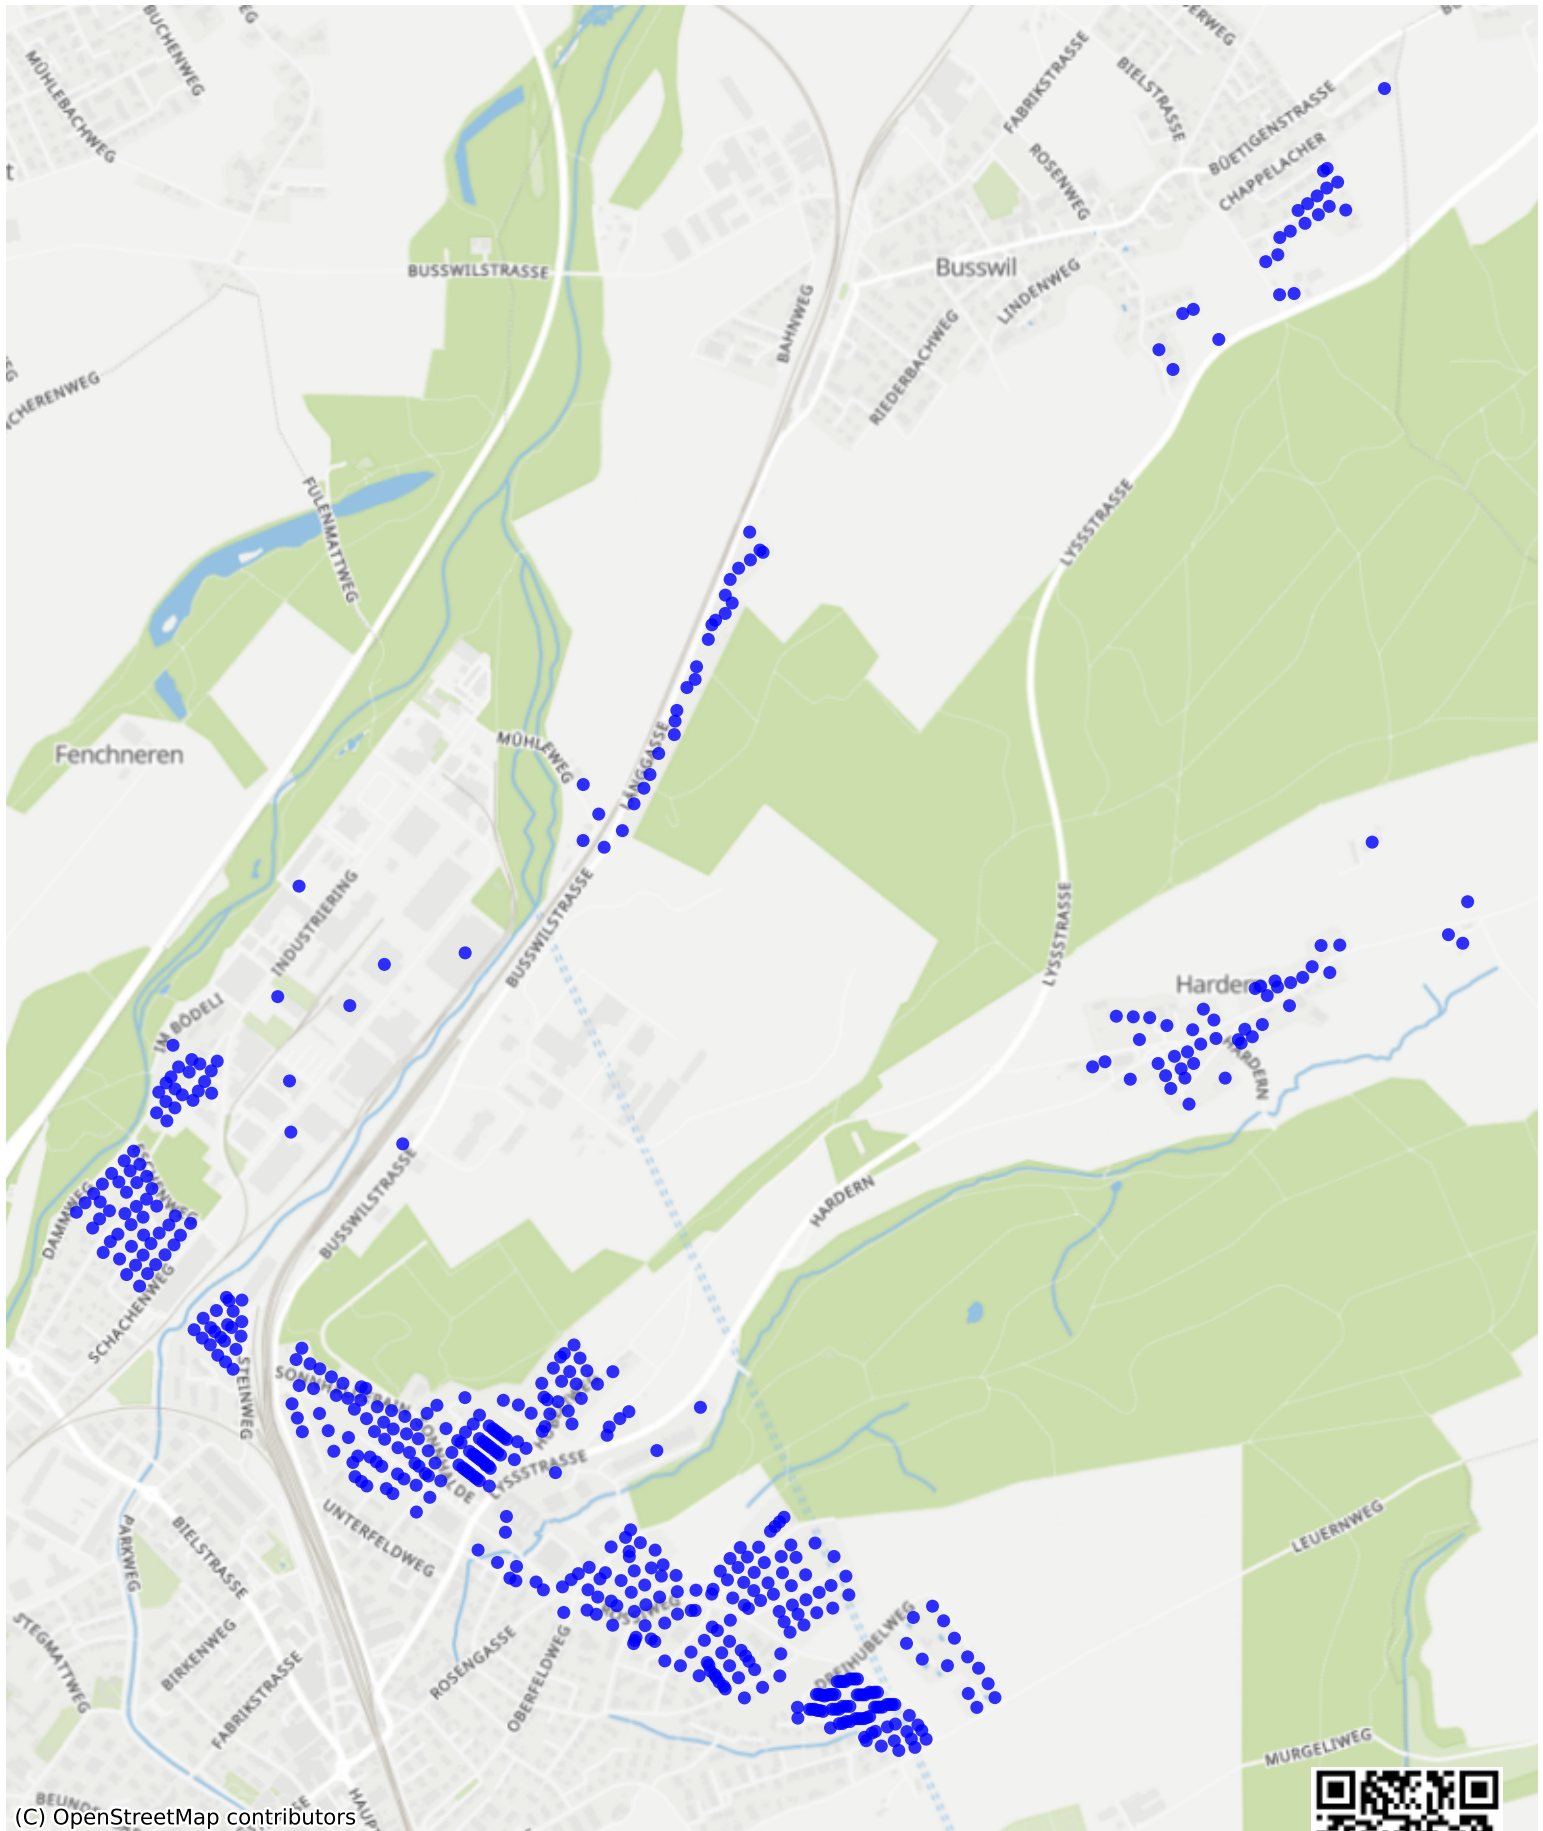 BUCHENWEG
MÜHLEBACHWEG
FABRIKSTRASSE
BIELSTRASSE
BÜETIGENSTRASSE
CHAPPELACHER
ROSENWEG
BUSSWILSTRASSE
Busswil
LINDENWEG
BAHNWEG
RIEDERBACHWEG
FULENMATTWEG
LYSSSTRASSE
MÜHLEWEG
LÄNGGASSE
Fenchneren
INDUSTRIERING
BUSSWILSTRASSE
LYSSSTRASSE
Hardern
IM BÖDELI
HARDERN
BUSSWILSTRASSE
HARDERN
DAMMWEG
SCHACHENWEG
STEINWEG
LYSSSTRASSE
UNTERFELDWEG
PARKWEG
BIELSTRASSE
LEUERNWEG
DREIHUBELWEG
STEGMATTWEG
BIRKENWEG
FABRIKSTRASSE
ROSENGASSE
OBERFELDWEG
MURGELIWEG
(C) OpenStreetMap contributors